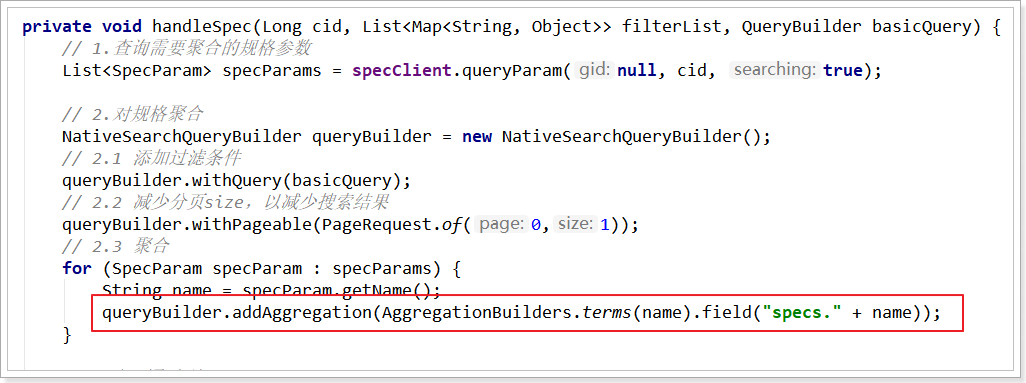 private void handleSpec(Long cid, List<Map<String, Object>> filterList, QueryBuilder basicQuery) {
// 1.查询需要聚合的规格参数
List<SpecParam> specParams = specClient.queryParam( gid: null, cid, searching: true);
// 2.对规格聚合
NativeSearchQueryBuilder queryBuilder = new NativeSearchQueryBuilder();
// 2.1 添加过滤条件
queryBuilder.withQuery(basicQuery);
// 2.2 减少分页size，以减少搜索结果
queryBuilder.withPageable(PageRequest.of( page: 0, size: 1));
// 2.3 聚合
for (SpecParam specParam : specParams) {
String name = specParam.getName();
queryBuilder.addAggregation(AggregationBuilders.terms(name).field("specs." + name));
}